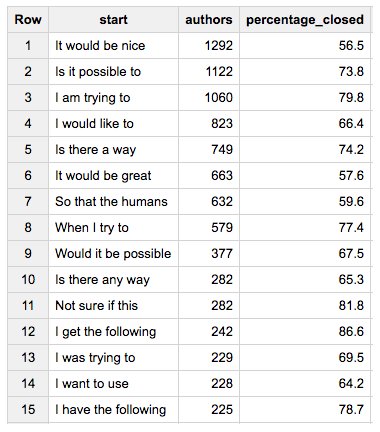 Row start authors percentage_closed
1 It would be nice 1292 56.5
2 Is it possible to 1122 73.8
3 I am trying to 1060 79.8
4 I would like to 823 66.4
5 Is there a way 749 74.2
6 It would be great 663 57.6
7 So that the humans 632 59.6
8 When I try to 579 77.4
9 Would it be possible 377 67.5
10 Is there any way 282 65.3
11 Not sure if this 282 81.8
12 I get the following 242 86.6
13 I was trying to 229 69.5
14 I want to use 228 64.2
15 I have the following 225 78.7